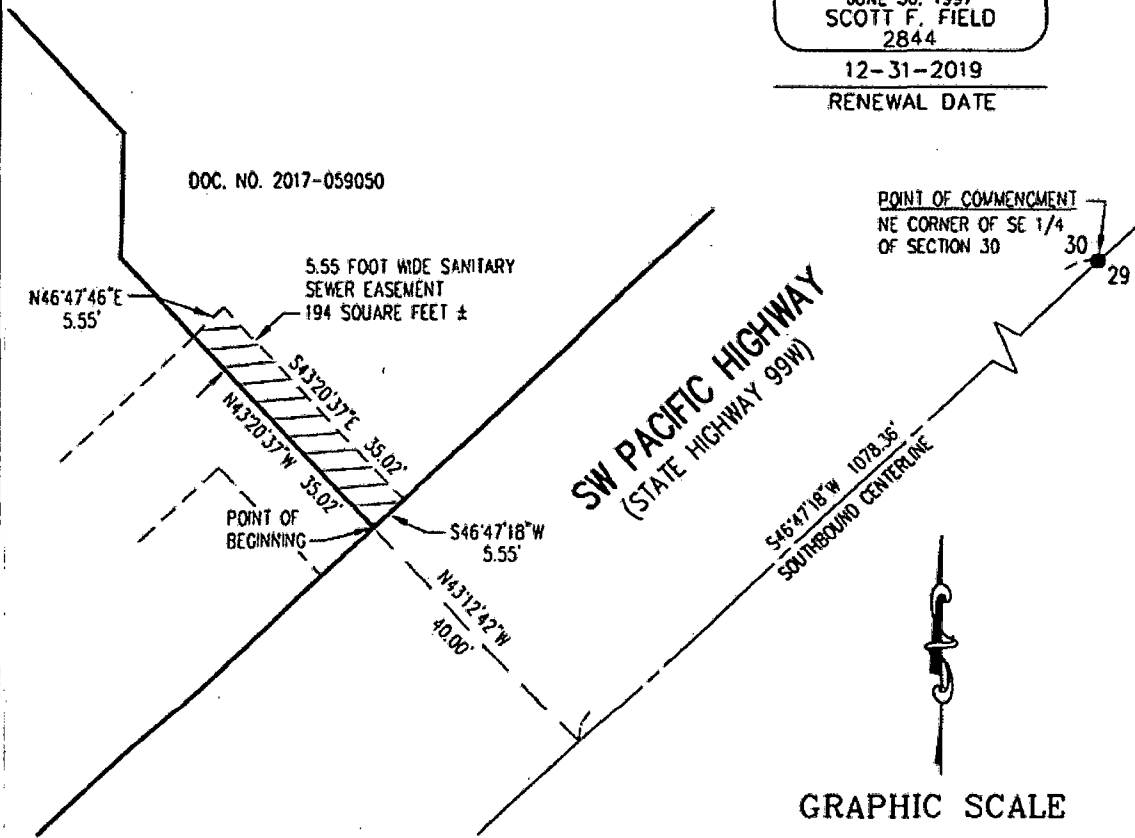 SCOTT F. FIELD
2844
12-31-2019
RENEWAL DATE
DOC. NO. 2017-059050
POINT OF COMMENCMENT
NE CORNER OF SE 1/4
OF SECTION 30
30
29
5.55 FOOT WIDE SANITARY
SEWER EASEMENT
194 SQUARE FEET ±
N46°47'46"E
5.55'
S43°20'37"E 35.02'
N43°20'37"W 35.02'
SW PACIFIC HIGHWAY
(STATE HIGHWAY 99W)
S46°47'18"W 1078.36'
SOUTHBOUND CENTERLINE
POINT OF
BEGINNING
S46°47'18"W
5.55'
N43°12'42"W
40.00'
GRAPHIC SCALE